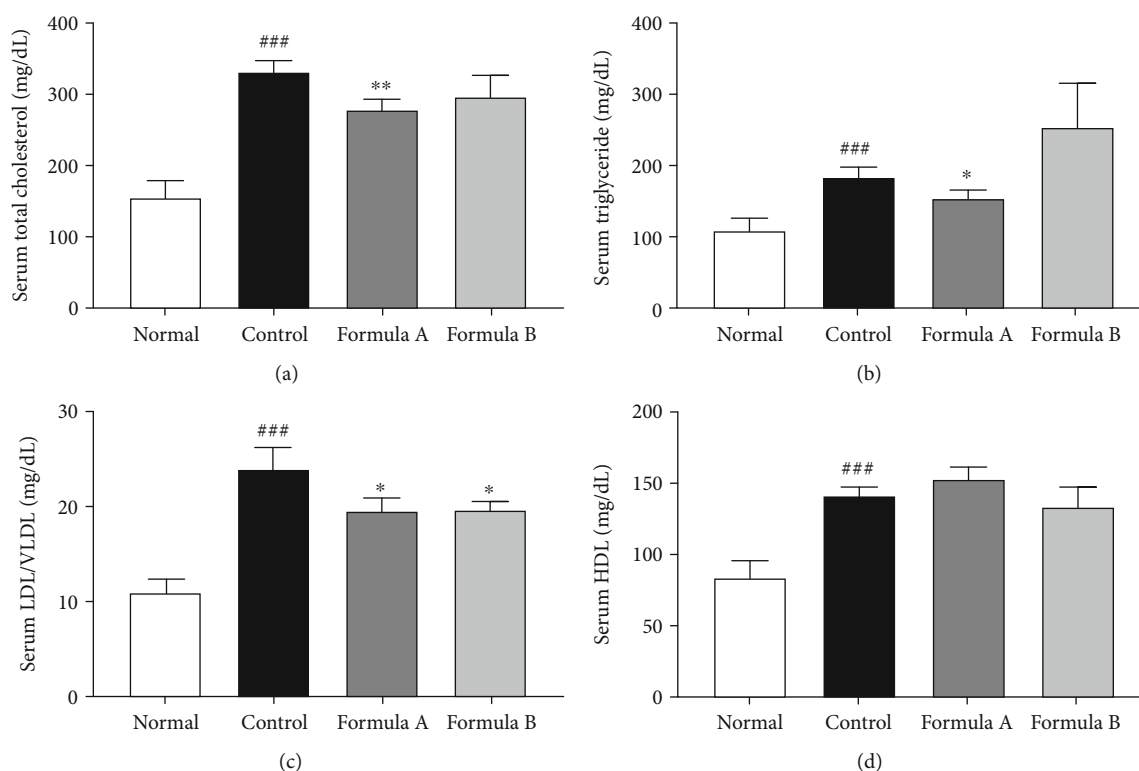 Serum total cholesterol (mg/dL)
400
300
200
100
0
###
**
Normal Control Formula A Formula B
(a)
Serum triglyceride (mg/dL)
400
300
200
100
0
###
*
Normal Control Formula A Formula B
(b)
Serum LDL/VLDL (mg/dL)
30
20
10
0
###
*
*
Normal Control Formula A Formula B
(c)
Serum HDL (mg/dL)
200
150
100
50
0
###
Normal Control Formula A Formula B
(d)